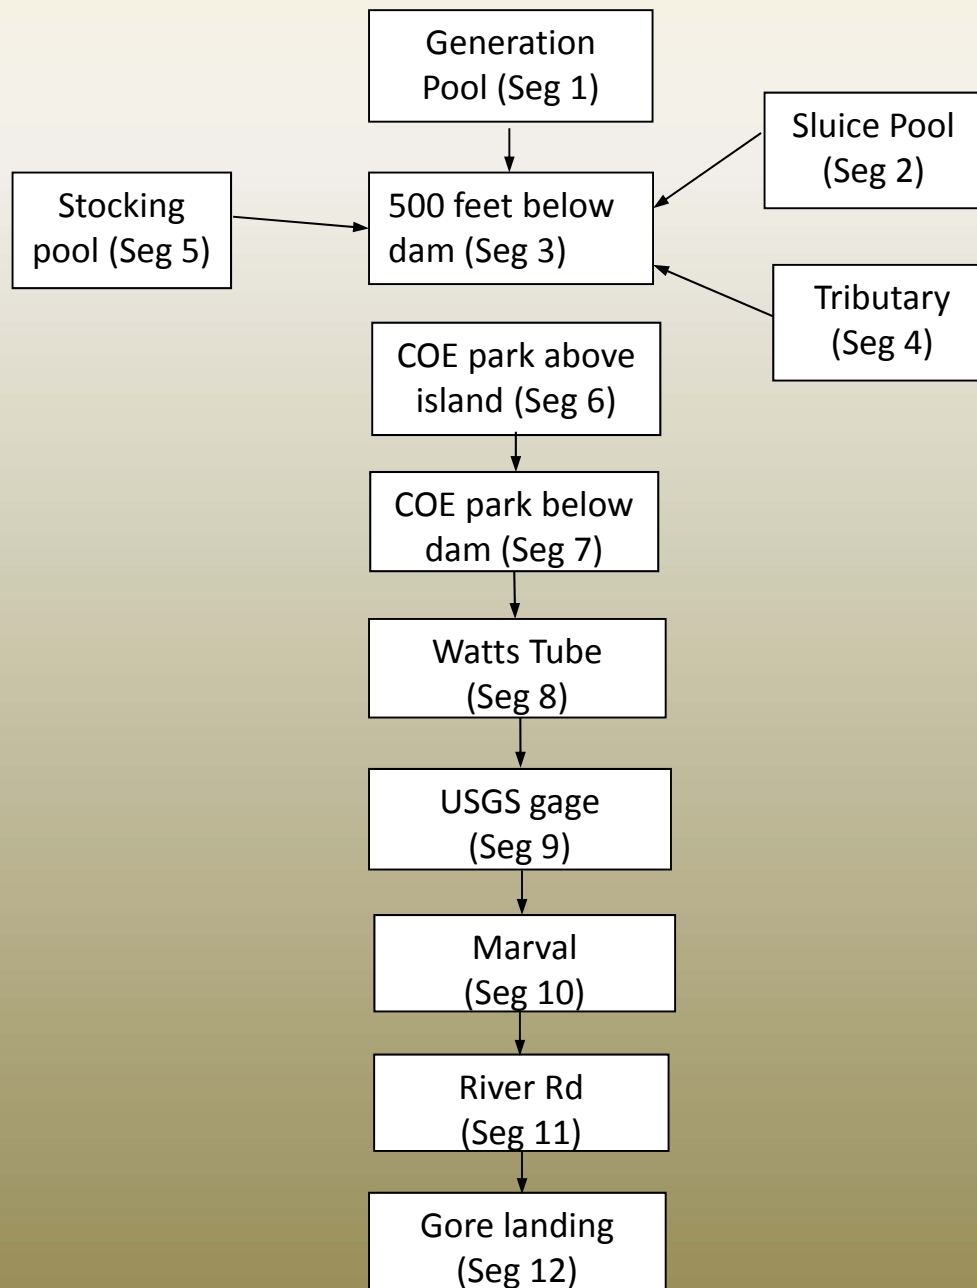 Generation
Pool (Seg 1)
Sluice Pool
(Seg 2)
Stocking
pool (Seg 5)
500 feet below
dam (Seg 3)
Tributary
(Seg 4)
COE park above
island (Seg 6)
COE park below
dam (Seg 7)
Watts Tube
(Seg 8)
USGS gage
(Seg 9)
Marval
(Seg 10)
River Rd
(Seg 11)
Gore landing
(Seg 12)